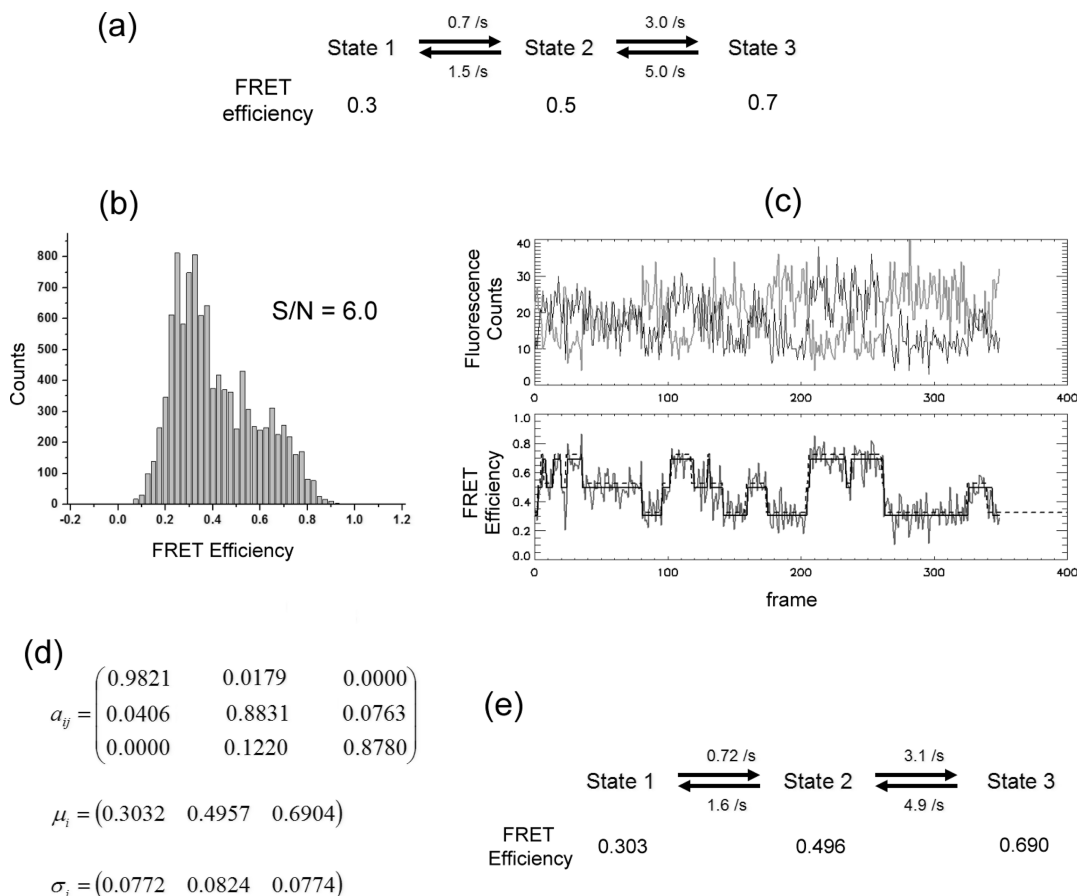 (a)
0.7 /s 3.0 /s
State 1 State 2 State 3
1.5 /s 5.0 /s
FRET
efficiency 0.3 0.5 0.7
(b)
800
700
600
500
400
300
200
100
0
Counts
S/N = 6.0
-0.2 0.0 0.2 0.4 0.6 0.8 1.0 1.2
FRET Efficiency
(c)
40
30
20
10
0
Fluorescence
Counts
0 100 200 300 400
1.0
0.8
0.6
0.4
0.2
0.0
FRET
Efficiency
0 100 200 300 400
frame
(d)
0.9821 0.0179 0.0000
a_ij = 0.0406 0.8831 0.0763
0.0000 0.1220 0.8780
μ_i = (0.3032 0.4957 0.6904)
σ_i = (0.0772 0.0824 0.0774)
(e)
0.72 /s 3.1 /s
State 1 State 2 State 3
1.6 /s 4.9 /s
FRET
Efficiency 0.303 0.496 0.690